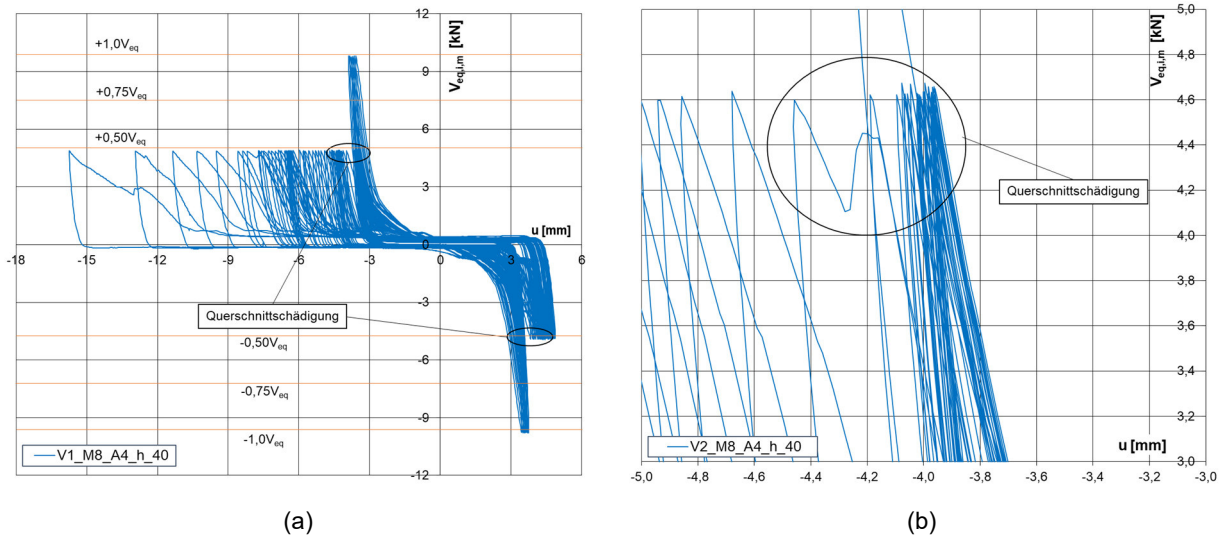 12
9
6
3
0
-3
-6
-9
-12
-18
-15
-12
-9
-6
-3
0
3
6
V_eq,i,m [kN]
u [mm]
+1,0V_eq
+0,75V_eq
+0,50V_eq
-0,50V_eq
-0,75V_eq
-1,0V_eq
Querschnittschädigung
V1_M8_A4_h_40
(a)
5,0
4,8
4,6
4,4
4,2
4,0
3,8
3,6
3,4
3,2
3,0
-5,0
-4,8
-4,6
-4,4
-4,2
-4,0
-3,8
-3,6
-3,4
-3,2
-3,0
V_eq,i,m [kN]
u [mm]
Querschnittschädigung
V2_M8_A4_h_40
(b)